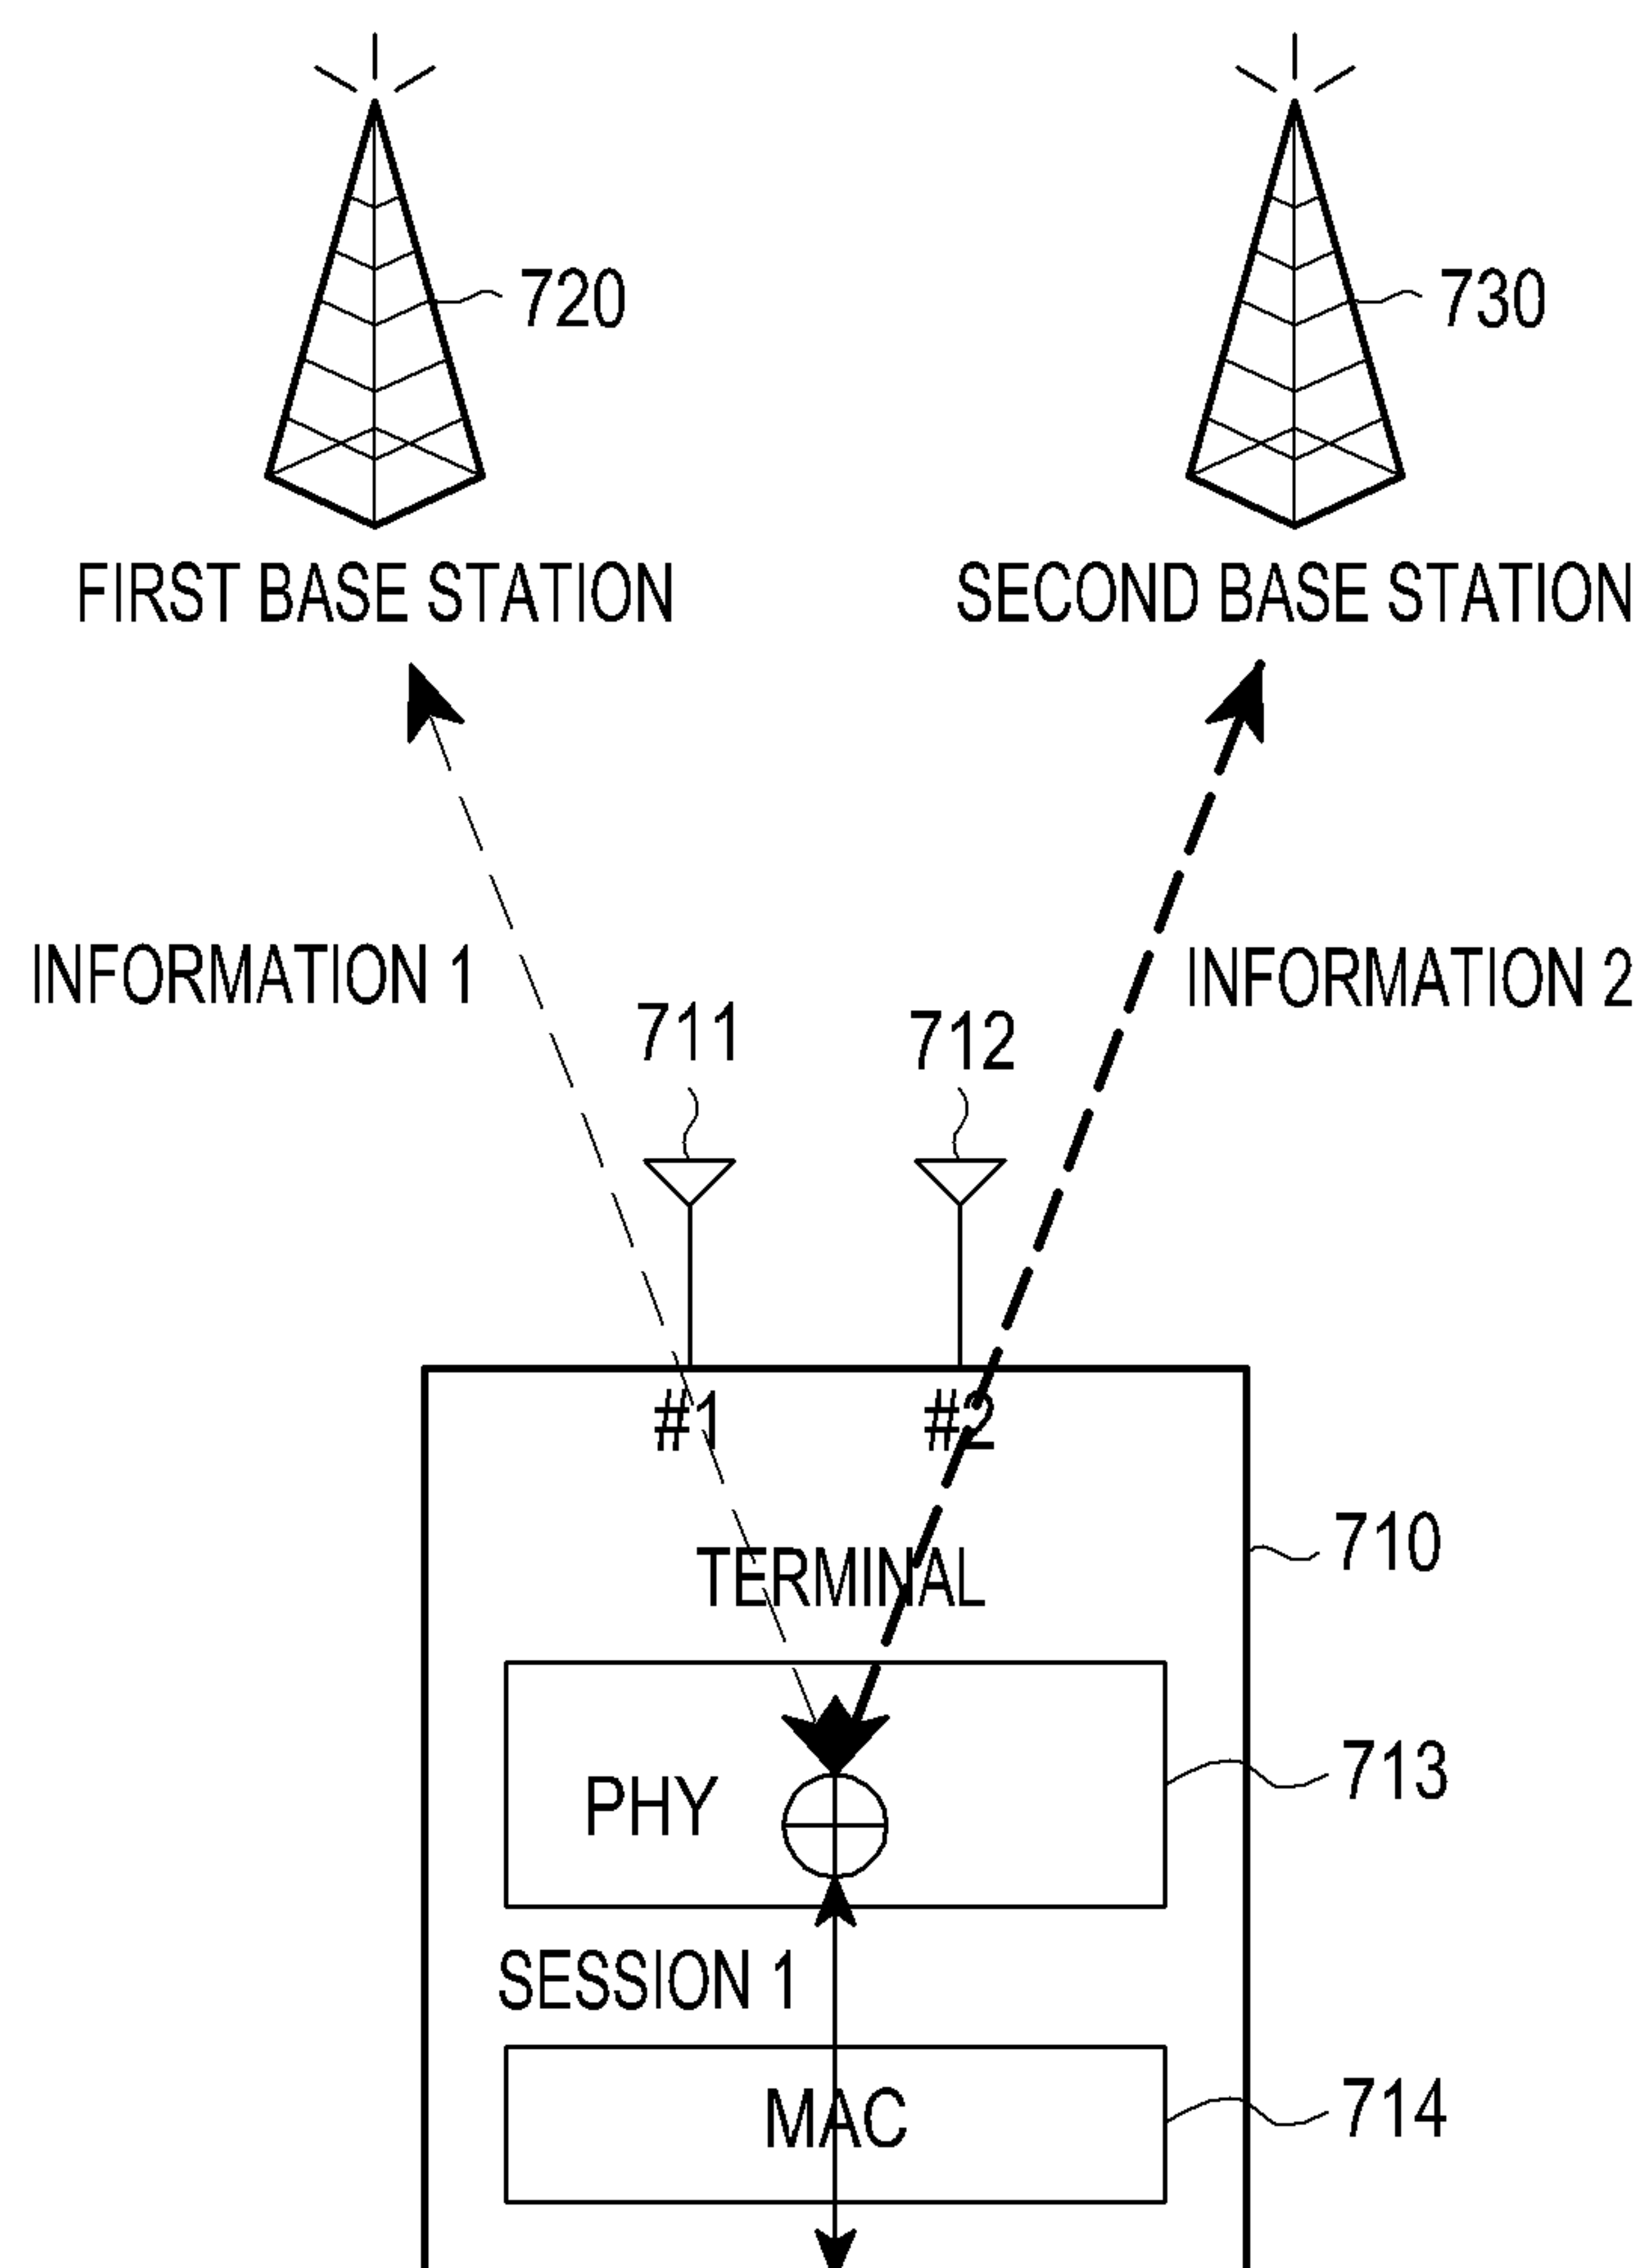 720
730
FIRST BASE STATION
SECOND BASE STATION
INFORMATION 1
INFORMATION 2
711
712
#1
#2
TERMINAL
710
PHY
713
SESSION 1
MAC
714